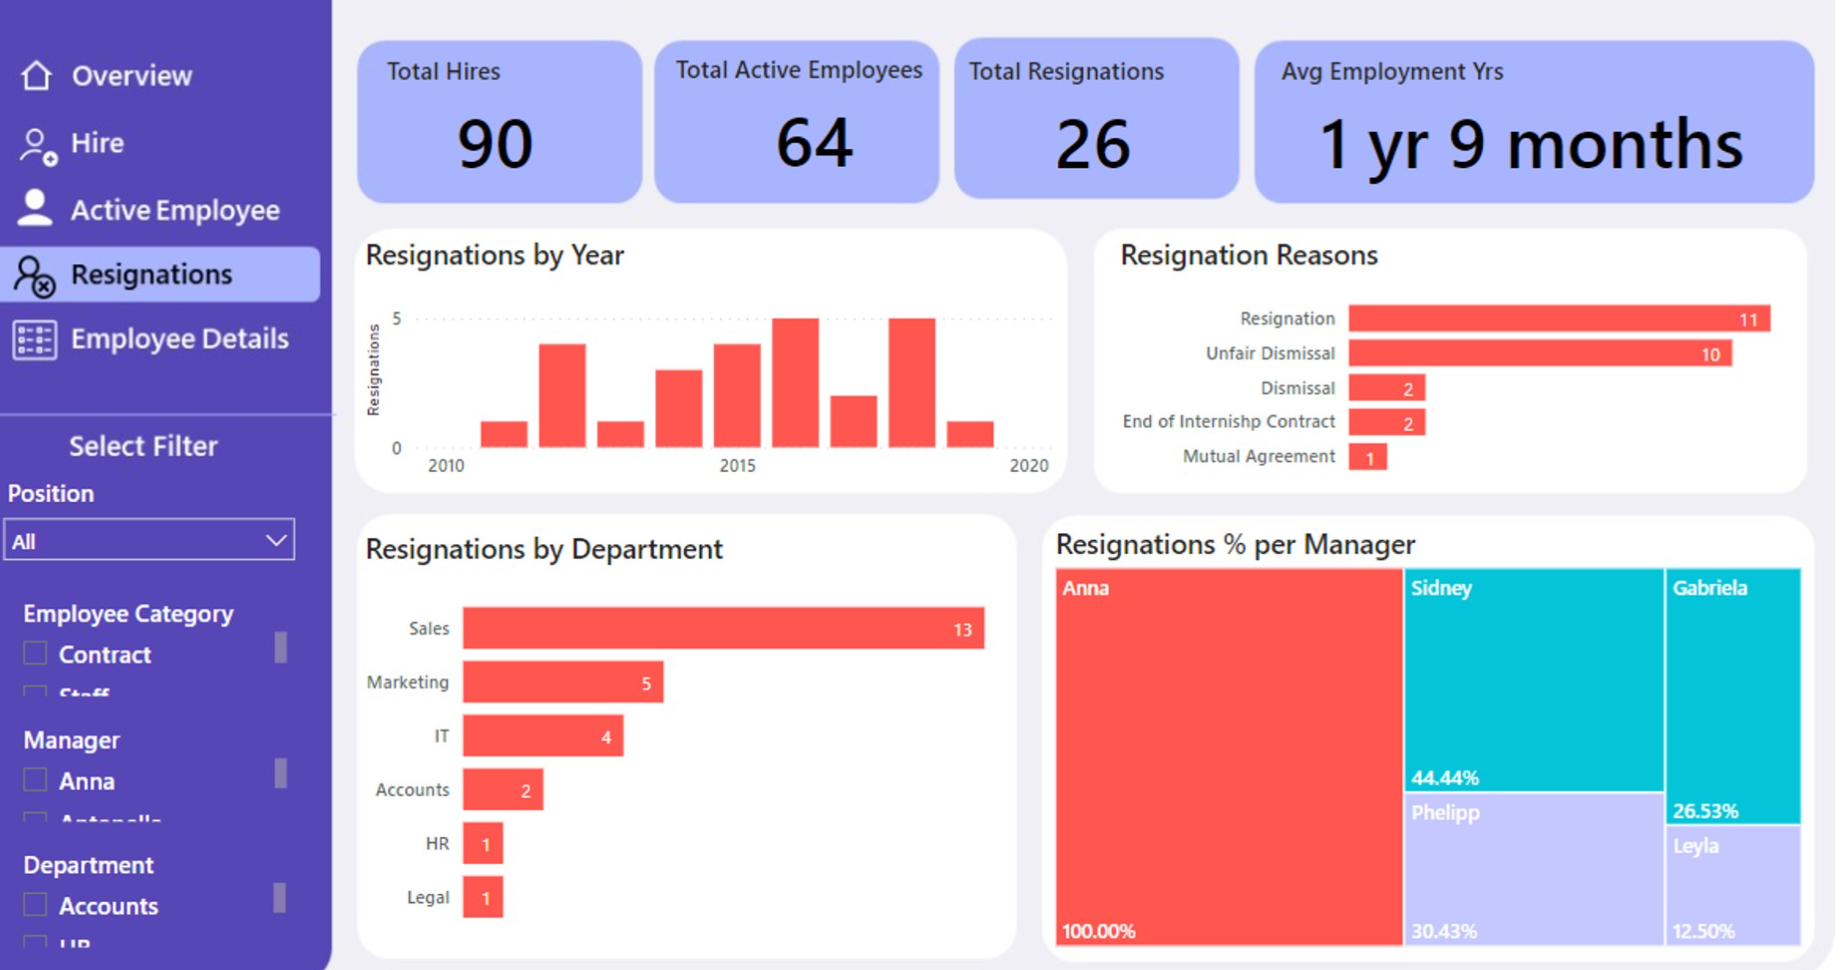 Overview
Hire
Active Employee
Resignations
Employee Details
Select Filter
Position
All
Employee Category
Contract
Staff
Manager
Anna
Antonella
Department
Accounts
HR
Total Hires
90
Total Active Employees
64
Total Resignations
26
Avg Employment Yrs
1 yr 9 months
Resignations by Year
Resignations
5
0
2010 2015 2020
Resignation Reasons
Resignation 11
Unfair Dismissal 10
Dismissal 2
End of Internishp Contract 2
Mutual Agreement 1
Resignations by Department
Sales 13
Marketing 5
IT 4
Accounts 2
HR 1
Legal 1
Resignations % per Manager
Anna
100.00%
Sidney
44.44%
Phelipp
30.43%
Gabriela
26.53%
Leyla
12.50%